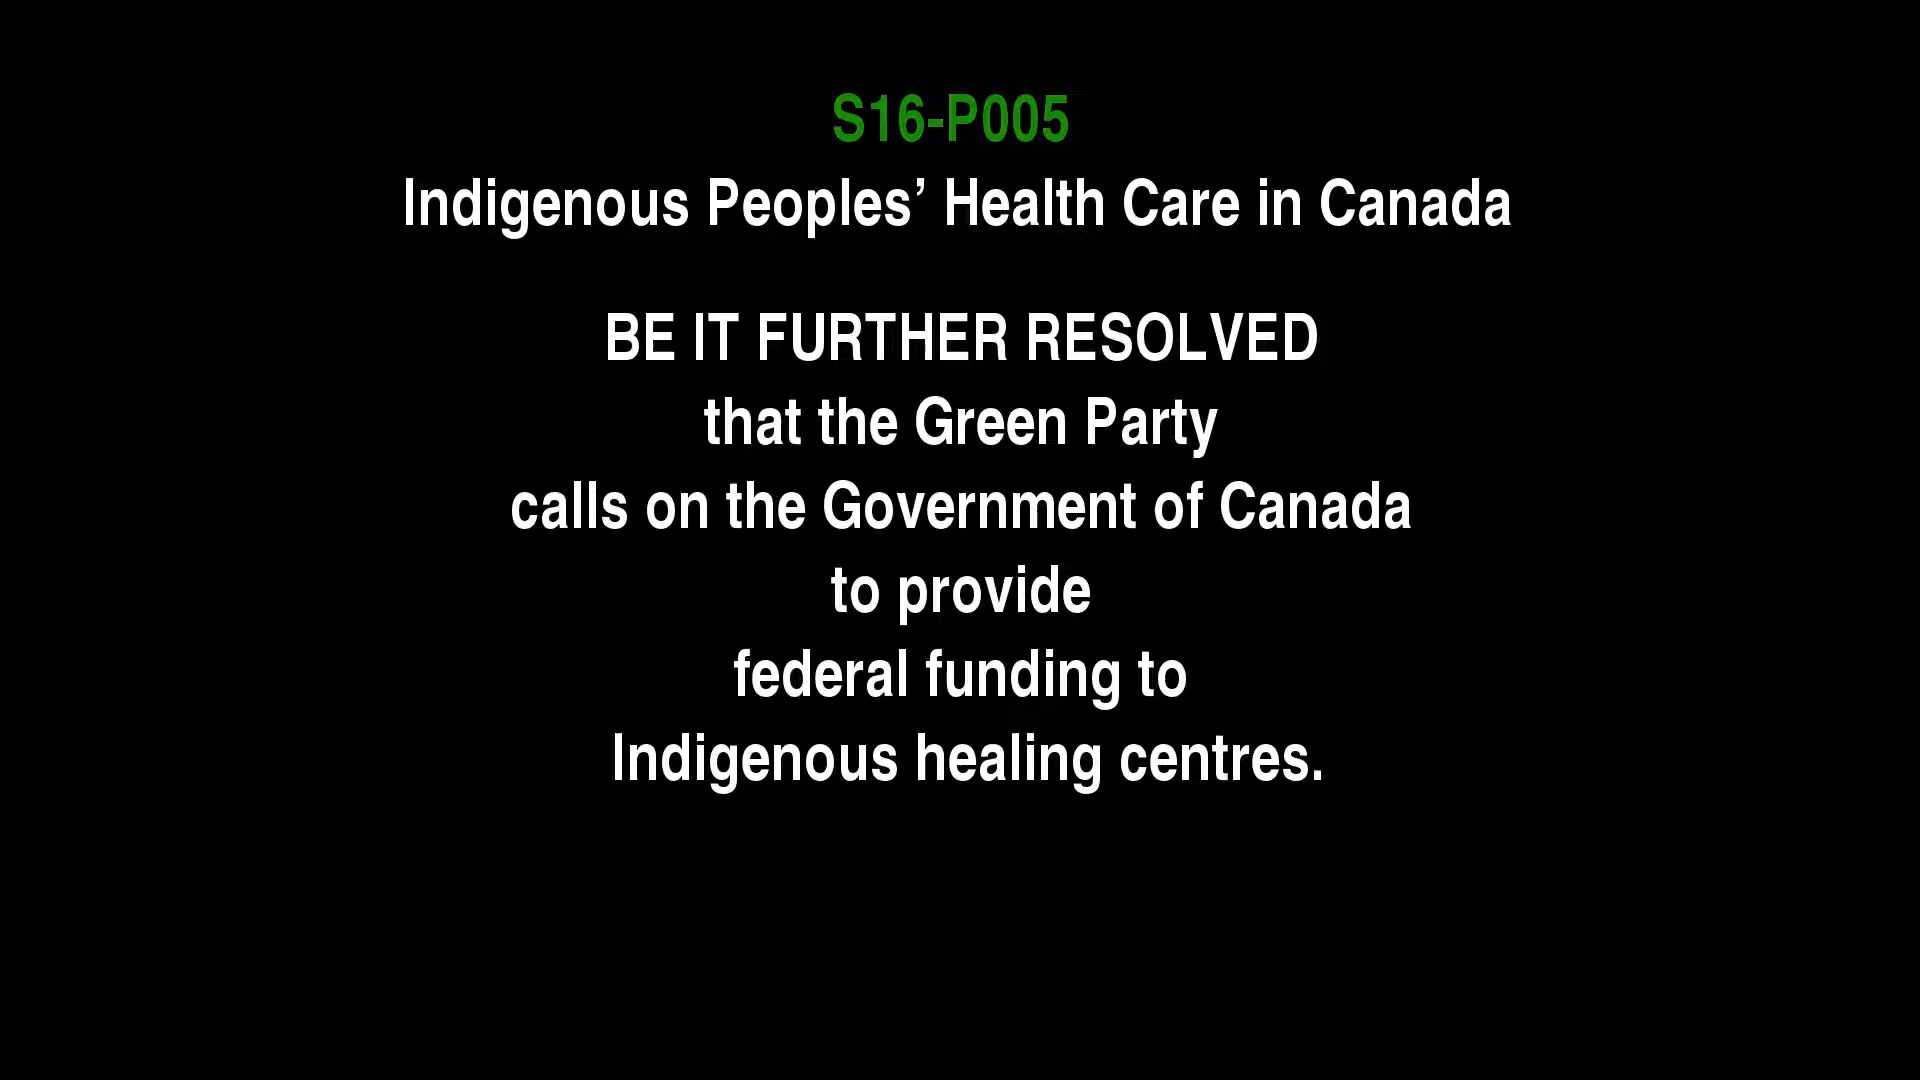 S16-P005
Indigenous Peoples’ Health Care in Canada
BE IT FURTHER RESOLVED
that the Green Party
calls on the Government of Canada
to provide
federal funding to
Indigenous healing centres.